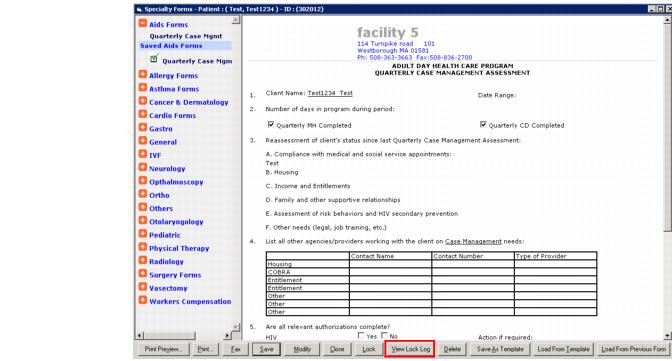 Specialty Forms - Patient : ( Test, Test1234 ) - ID : (302012)
Aids Forms
Quarterly Case Mgmt
Saved Aids Forms
Quarterly Case Mgm
Allergy Forms
Asthma Forms
Cancer & Dermatology
Cardio Forms
Gastro
General
IVF
Neurology
Opthalmoscopy
Ortho
Others
Otolaryngology
Pediatric
Physical Therapy
Radiology
Surgery Forms
Vasectomy
Workers Compensation
facility 5
114 Turnpike road 101
Westborough MA 01581
Ph: 508-363-3663 Fax:508-836-2700
ADULT DAY HEALTH CARE PROGRAM
QUARTERLY CASE MANAGEMENT ASSESSMENT
1. Client Name: Test1234 Test Date Range:
2. Number of days in program during period:
Quarterly MH Completed Quarterly CD Completed
3. Reassessment of client's status since last Quarterly Case Management Assessment:
A. Compliance with medical and social service appointments:
Test
B. Housing
C. Income and Entitlements
D. Family and other supportive relationships
E. Assessment of risk behaviors and HIV secondary prevention
F. Other needs (legal, job training, etc.)
4. List all other agencies/providers working with the client on Case Management needs:
Contact Name Contact Number Type of Provider
Housing
COBRA
Entitlement
Entitlement
Other
Other
Other
5. Are all relevant authorizations complete?
HIV Yes No Action if required:
Print Preview... Print... Fax Save Modify Close Lock View Lock Log Delete Save As Template Load From Template Load From Previous Form